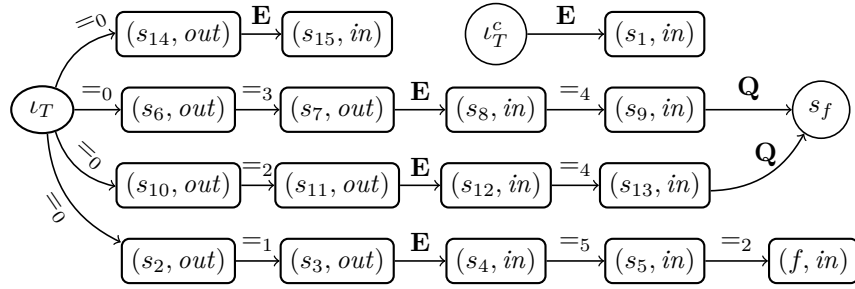 =₀ (s₁₄, out) E (s₁₅, in) ι_T^c E (s₁, in)
ι_T =₀ (s₆, out) =₃ (s₇, out) E (s₈, in) =₄ (s₉, in) Q s_f
=₀ (s₁₀, out) =₂ (s₁₁, out) E (s₁₂, in) =₄ (s₁₃, in) Q
=₀ (s₂, out) =₁ (s₃, out) E (s₄, in) =₅ (s₅, in) =₂ (f, in)